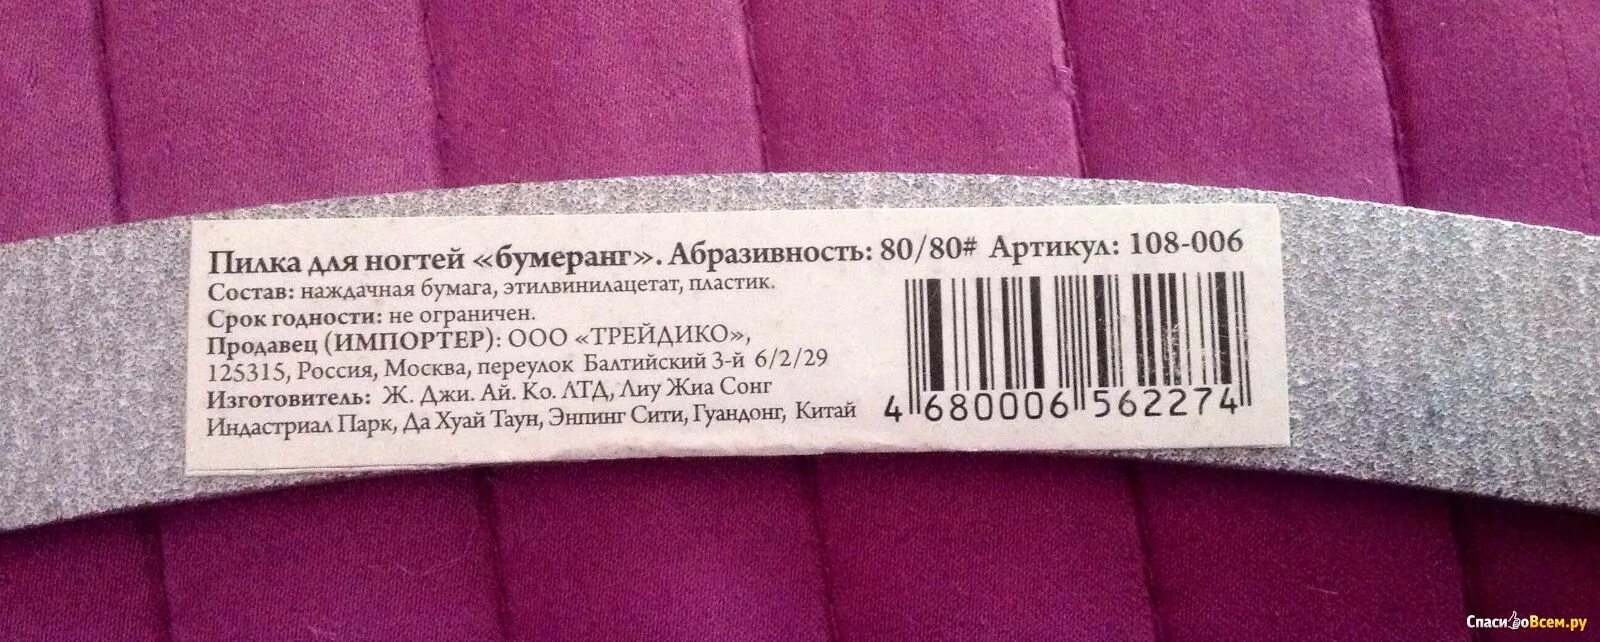 Пилка для ногтей «бумеранг». Абразивность: 80/80# Артикул: 108-006
Состав: наждачная бумага, этилвинилацетат, пластик.
Срок годности: не ограничен.
Продавец (ИМПОРТЕР): ООО «ТРЕЙДИКО»,
125315, Россия, Москва, переулок Балтийский 3-й 6/2/29
Изготовитель: Ж. Джи. Ай. Ко. ЛТД, Лиу Жиа Сонг
Индастриал Парк, Да Хуай Таун, Энпинг Сити, Гуандонг, Китай
4 680006 562274
СпасибоВсем.ру